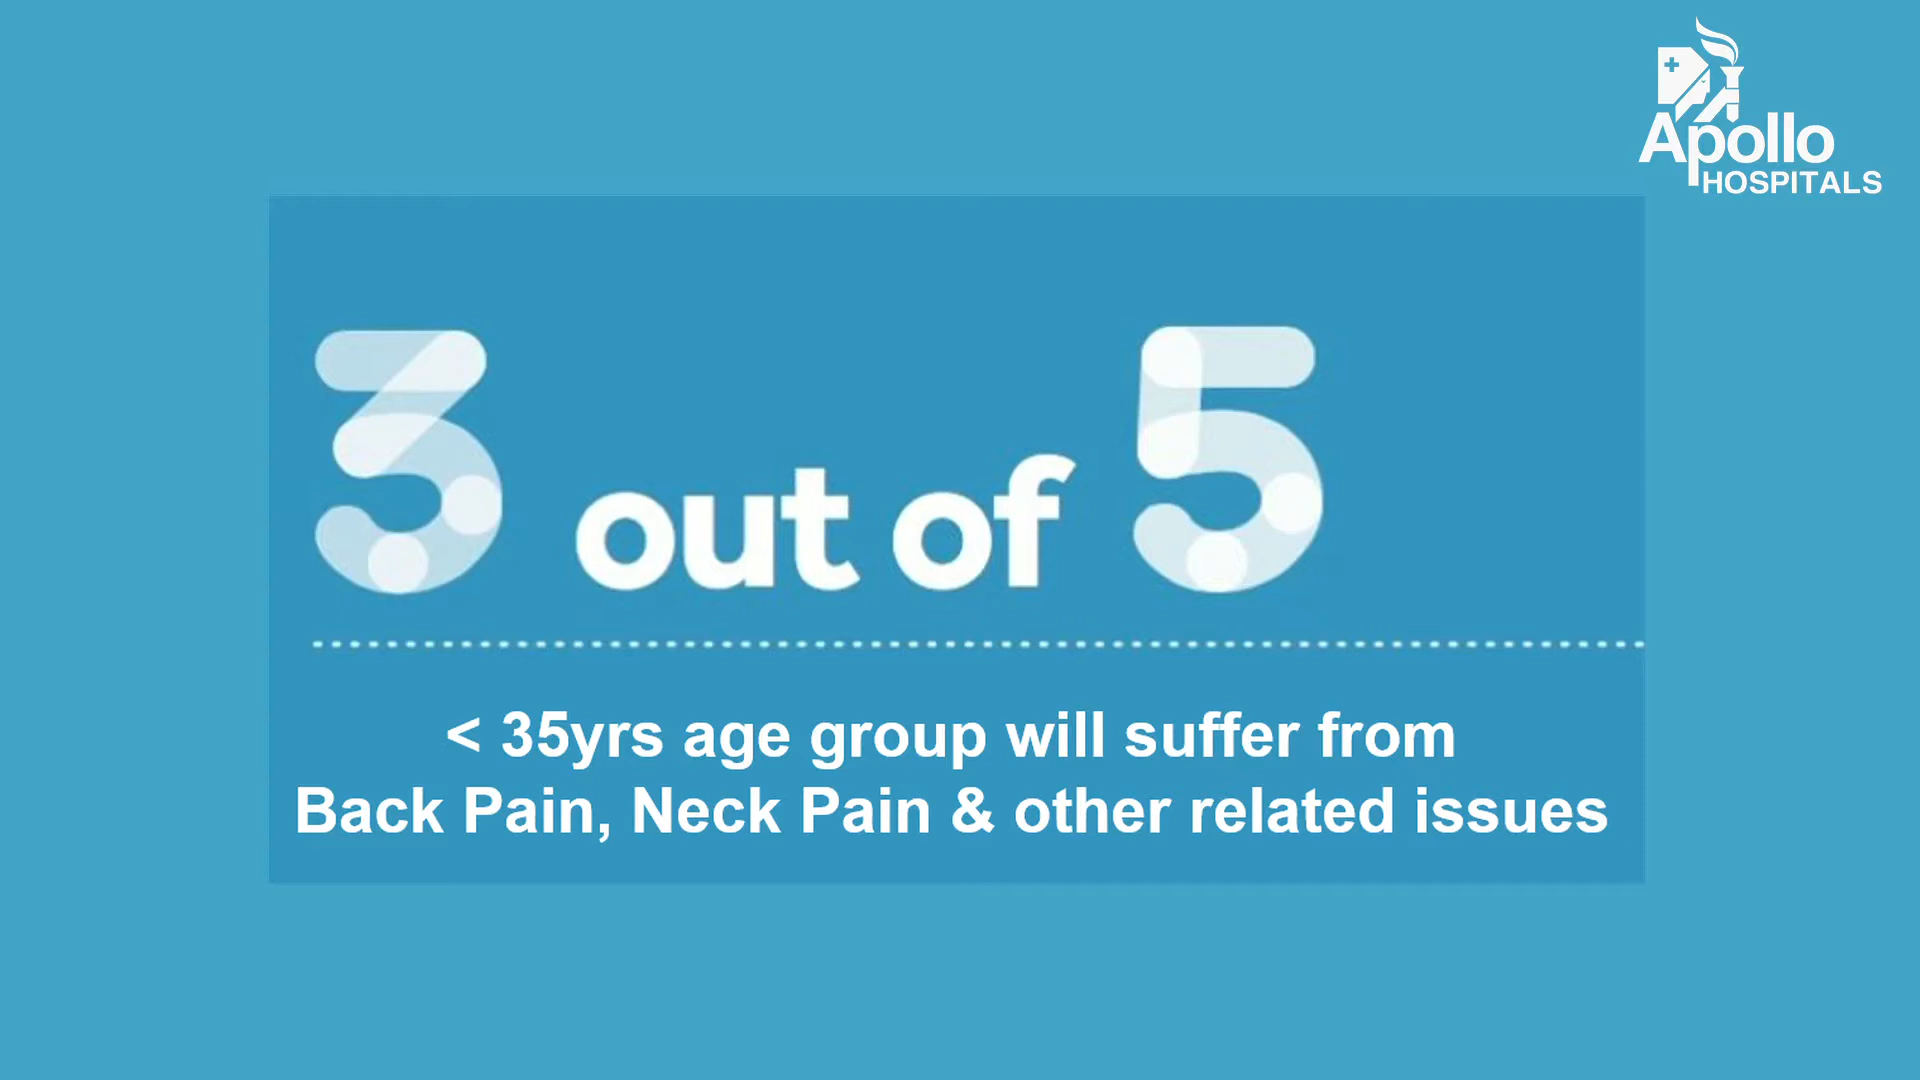 Apollo
HOSPITALS
3 out of 5
< 35yrs age group will suffer from
Back Pain, Neck Pain & other related issues